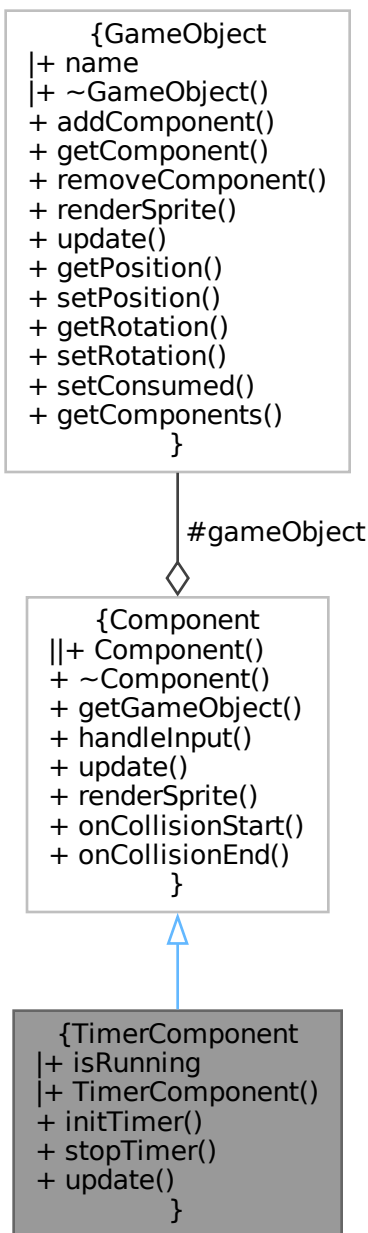 {GameObject
|+ name
|+ ~GameObject()
+ addComponent()
+ getComponent()
+ removeComponent()
+ renderSprite()
+ update()
+ getPosition()
+ setPosition()
+ getRotation()
+ setRotation()
+ setConsumed()
+ getComponents()
}
#gameObject
{Component
||+ Component()
+ ~Component()
+ getGameObject()
+ handleInput()
+ update()
+ renderSprite()
+ onCollisionStart()
+ onCollisionEnd()
}
{TimerComponent
|+ isRunning
|+ TimerComponent()
+ initTimer()
+ stopTimer()
+ update()
}